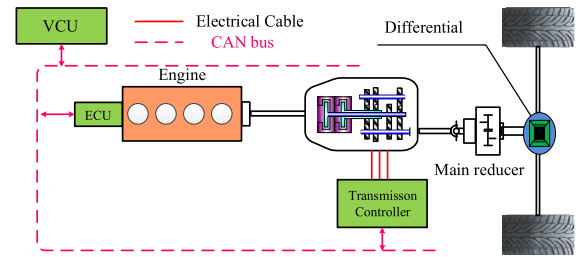 VCU
Electrical Cable
CAN bus
Differential
Engine
ECU
Main reducer
Transmisson
Controller